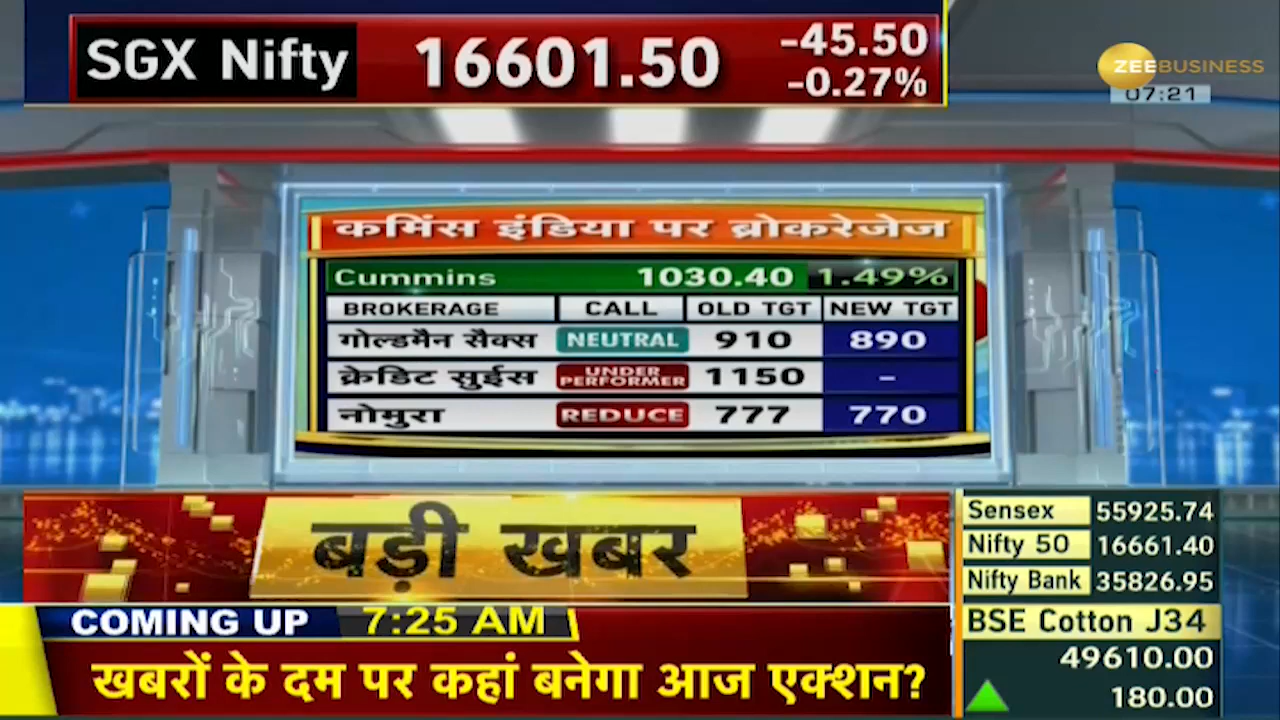 SGX Nifty 16601.50 -45.50
-0.27%
ZEEBUSINESS
07:21
कमिंस इंडिया पर ब्रोकरेजेज
Cummins 1030.40 1.49%
BROKERAGE CALL OLD TGT NEW TGT
गोल्डमैन सैक्स NEUTRAL 910 890
क्रेडिट सुईस UNDER PERFORMER 1150 –
नोमुरा REDUCE 777 770
बड़ी खबर
COMING UP 7:25 AM
खबरों के दम पर कहां बनेगा आज एक्शन?
Sensex 55925.74
Nifty 50 16661.40
Nifty Bank 35826.95
BSE Cotton J34
49610.00
180.00